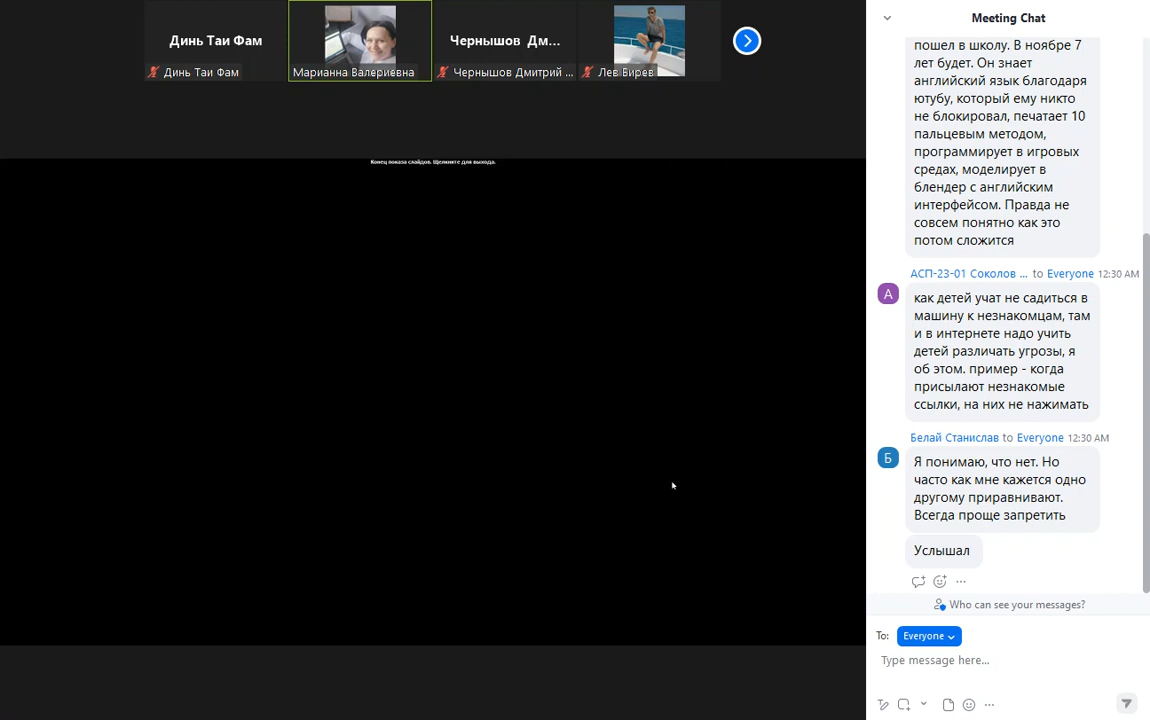 Динь Таи Фам
Динь Таи Фам
Марианна Валериевна
Чернышов Дм...
Чернышов Дмитрий ...
Лев Бирев
Конец показа слайдов. Щелкните для выхода.
Meeting Chat
пошел в школу. В ноябре 7
лет будет. Он знает
английский язык благодаря
ютубу, который ему никто
не блокировал, печатает 10
пальцевым методом,
программирует в игровых
средах, моделирует в
блендер с английским
интерфейсом. Правда не
совсем понятно как это
потом сложится
АСП-23-01 Соколов ... to Everyone 12:30 AM
А
как детей учат не садиться в
машину к незнакомцам, там
и в интернете надо учить
детей различать угрозы, я
об этом. пример - когда
присылают незнакомые
ссылки, на них не нажимать
Белай Станислав to Everyone 12:30 AM
Б
Я понимаю, что нет. Но
часто как мне кажется одно
другому приравнивают.
Всегда проще запретить
Услышал
Who can see your messages?
To: Everyone
Type message here...